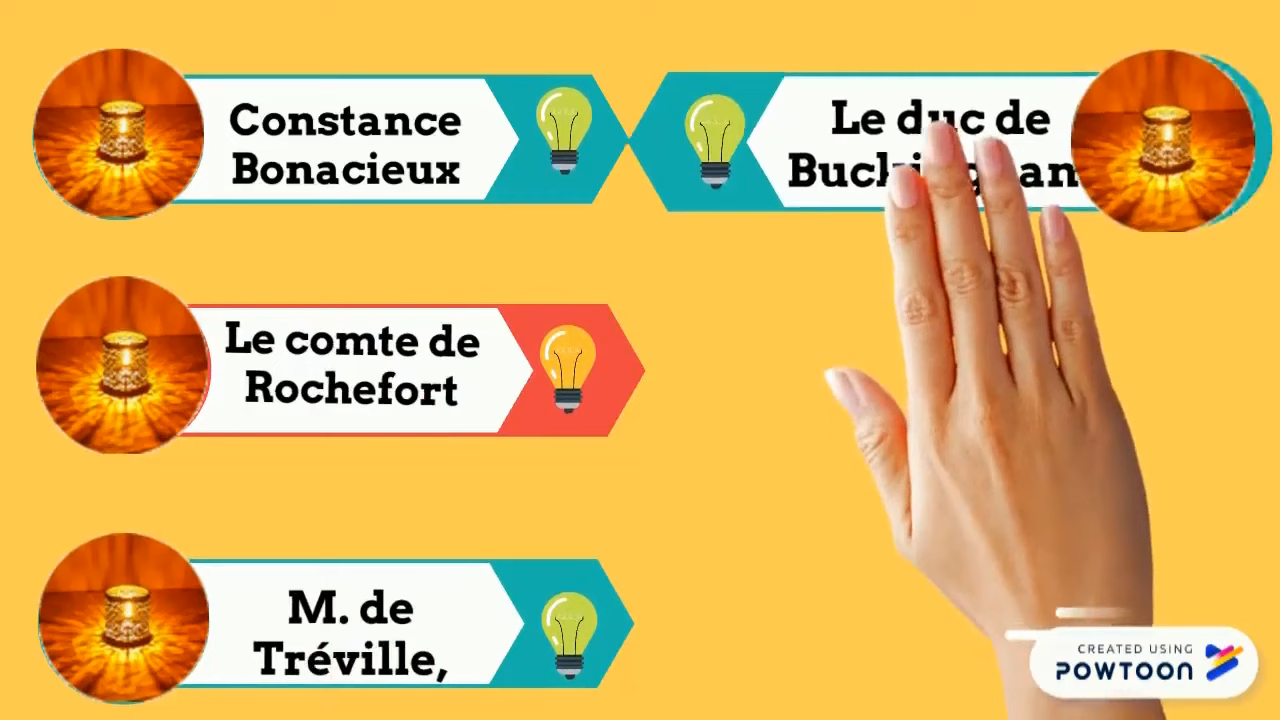 Constance
Bonacieux
Le duc de
Le comte de
Rochefort
M. de
Tréville,
CREATED USING
POWTOON